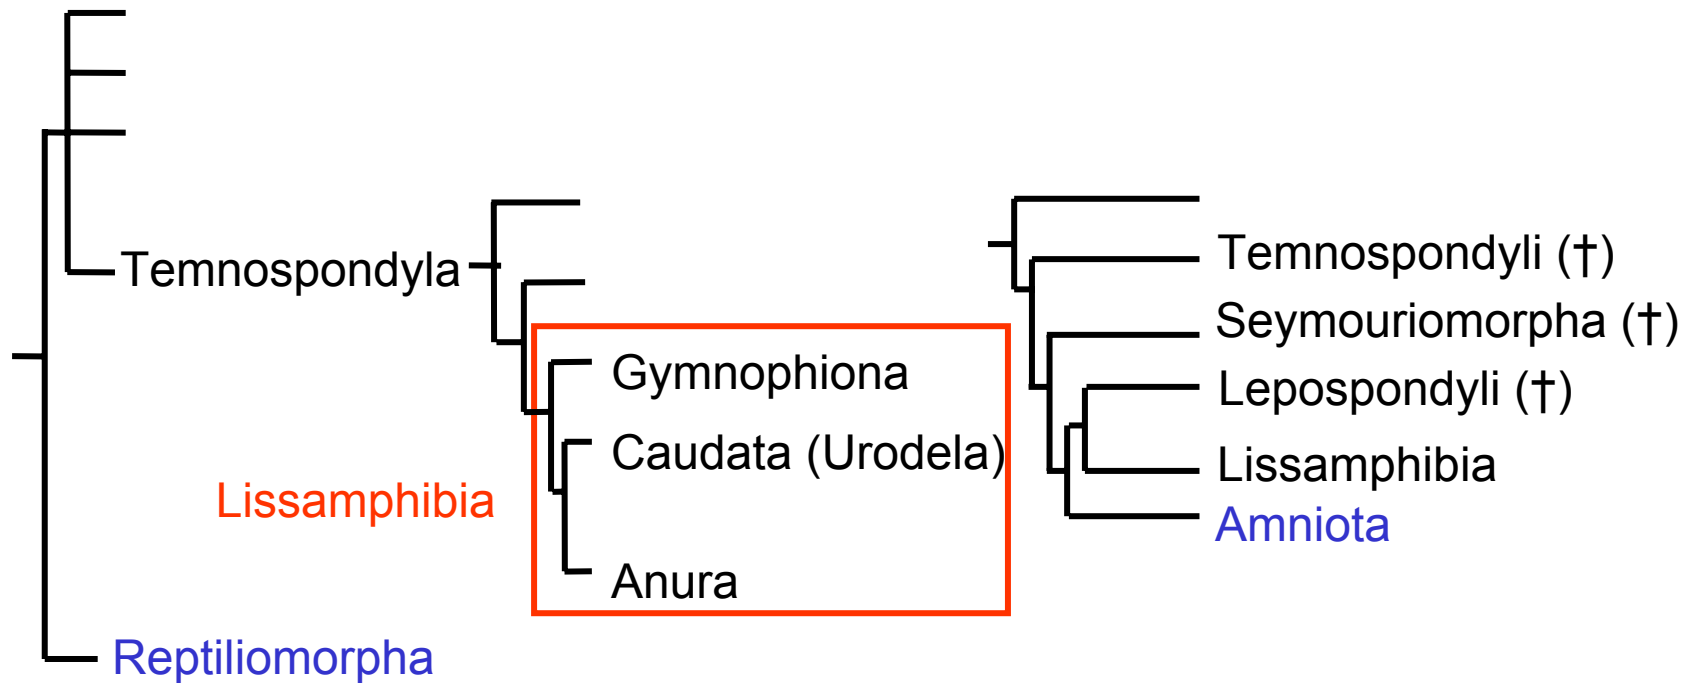 Temnospondyla
Gymnophiona
Caudata (Urodela)
Lissamphibia
Anura
Reptiliomorpha
Temnospondyli (†)
Seymouriomorpha (†)
Lepospondyli (†)
Lissamphibia
Amniota